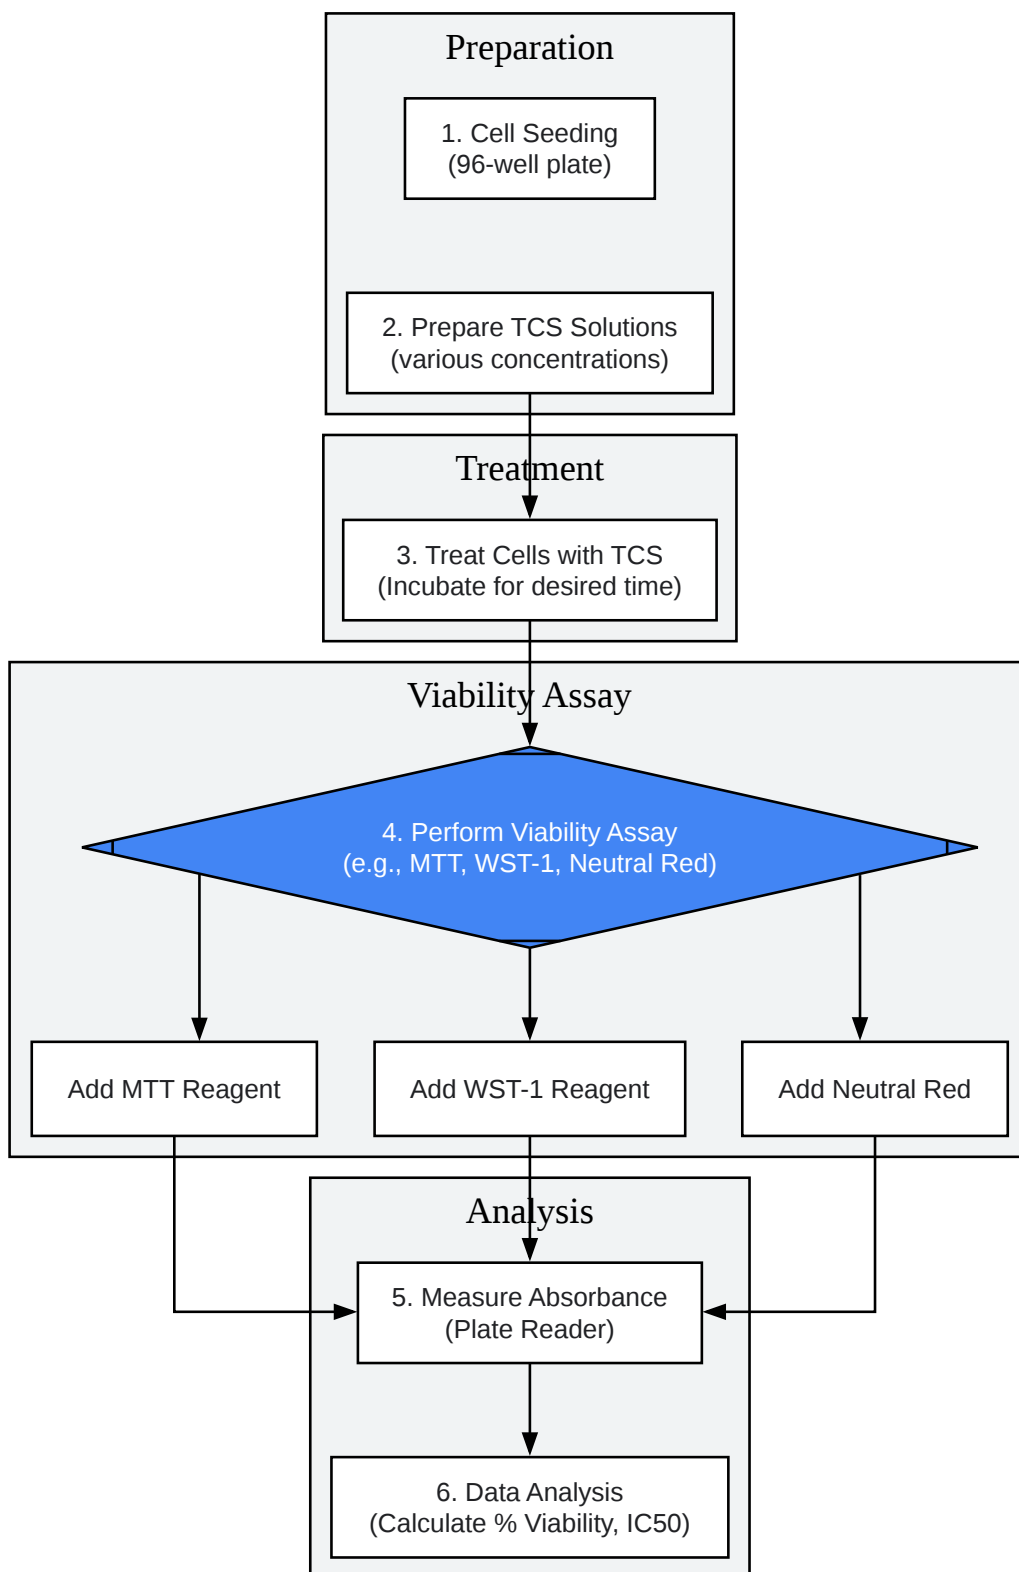 Preparation
1. Cell Seeding
(96-well plate)
2. Prepare TCS Solutions
(various concentrations)
Treatment
3. Treat Cells with TCS
(Incubate for desired time)
Viability Assay
4. Perform Viability Assay
(e.g., MTT, WST-1, Neutral Red)
Add MTT Reagent
Add WST-1 Reagent
Add Neutral Red
Analysis
5. Measure Absorbance
(Plate Reader)
6. Data Analysis
(Calculate % Viability, IC50)